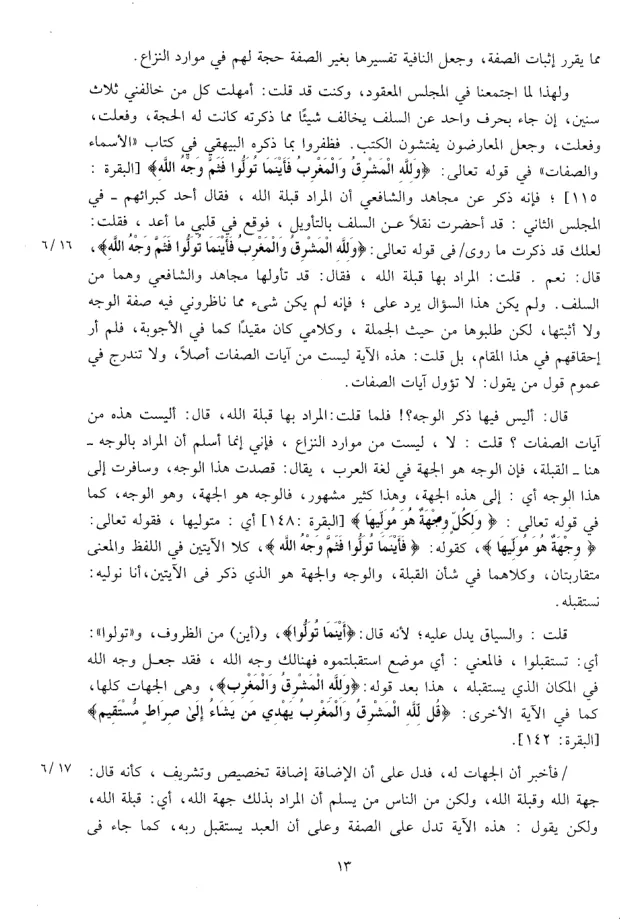 مما يقرر إثبات الصفة، وجعل النافية تفسيرها بغير الصفة حجة لهم في موارد النزاع.
ولهذا لما اجتمعنا في المجلس المعقود، وكنت قد قلت: أمهلت كل من خالفني ثلاث
سنين، إن جاء بحرف واحد عن السلف يخالف شيئًا مما ذكرته كانت له الحجة، وفعلت،
وفعلت، وجعل المعارضون يفتشون الكتب. فظفروا بما ذكره البيهقي في كتاب «الأسماء
والصفات» في قوله تعالى: ﴿وَلِلَّهِ الْمَشْرِقُ وَالْمَغْرِبُ فَأَيْنَمَا تُوَلُّوا فَثَمَّ وَجْهُ اللَّهِ﴾ [البقرة :
١١٥] ؛ فإنه ذكر عن مجاهد والشافعي أن المراد قبلة الله ، فقال أحد كبرائهم ـ في
المجلس الثاني : قد أحضرت نقلاً عـن السلف بالتأويل ، فوقع في قلبي ما أعد ، فقلت:
لعلك قد ذكرت ما روى/ فى قوله تعالى: ﴿وَلِلَّهِ الْمَشْرِقُ وَالْمَغْرِبُ فَأَيْنَمَا تُوَلُّوا فَثَمَّ وَجْهُ اللَّهِ﴾، ٦/١٦
قال: نعم . قلت: المراد بها قبلة الله ، فقال: قد تأولها مجاهد والشافعي وهما من
السلف. ولم يكن هذا السؤال يرد على ؛ فإنه لم يكن شىء مما ناظروني فيه صفة الوجه
ولا أثبتها، لكن طلبوها من حيث الجملة ، وكلامي كان مقيدًا كما في الأجوبة، فلم أر
إحقاقهم في هذا المقام، بل قلت: هذه الآية ليست من آيات الصفات أصلاً، ولا تندرج في
عموم قول من يقول: لا تؤول آيات الصفات.
قال: أليس فيها ذكر الوجه؟! فلما قلت:المراد بها قبلة الله، قال: أليست هذه من
آيات الصفات ؟ قلت : لا ، ليست من موارد النزاع ، فإني إنما أسلم أن المراد بالوجه ـ
هنا ـ القبلة، فإن الوجه هو الجهة في لغة العرب ، يقال: قصدت هذا الوجه، وسافرت إلى
هذا الوجه أي : إلى هذه الجهة، وهذا كثير مشهور، فالوجه هو الجهة، وهو الوجه، كما
في قوله تعالى : ﴿ وَلِكُلٍّ وِجْهَةٌ هُوَ مُوَلِّيهَا ﴾ [البقرة :١٤٨] أي : متوليها ، فقوله تعالى:
﴿ وِجْهَةٌ هُوَ مُوَلِّيهَا ﴾، كقوله: ﴿ فَأَيْنَمَا تُوَلُّوا فَثَمَّ وَجْهُ اللَّه ﴾، كلا الآيتين في اللفظ والمعنى
متقاربتان، وكلاهما في شأن القبلة، والوجه والجهة هو الذي ذكر فى الآيتين،أنا نوليه:
نستقبله.
قلت : والسياق يدل عليه؛ لأنه قال: ﴿أَيْنَمَا تُوَلُّوا﴾، و(أين) من الظروف، و«تولوا»:
أي: تستقبلوا ، فالمعني : أي موضع استقبلتموه فهنالك وجه الله ، فقد جعـل وجه الله
في المكان الذي يستقبله ، هذا بعد قوله: ﴿وَلِلَّهِ الْمَشْرِقُ وَالْمَغْرِب﴾، وهى الجهات كلها،
كما في الآية الأخرى: ﴿قُل لِّلَّهِ الْمَشْرِقُ وَالْمَغْرِبُ يَهْدِي مَن يَشَاءُ إِلَىٰ صِرَاطٍ مُّسْتَقِيمٍ﴾
[البقرة: ١٤٢].
/ فأخبر أن الجهات له، فدل على أن الإضافة إضافة تخصيص وتشريف ، كأنه قال: ٦/١٧
جهة الله وقبلة الله، ولكن من الناس من يسلم أن المراد بذلك جهة الله، أي: قبلة الله،
ولكن يقول : هذه الآية تدل على الصفة وعلى أن العبد يستقبل ربه، كما جاء فى
١٣